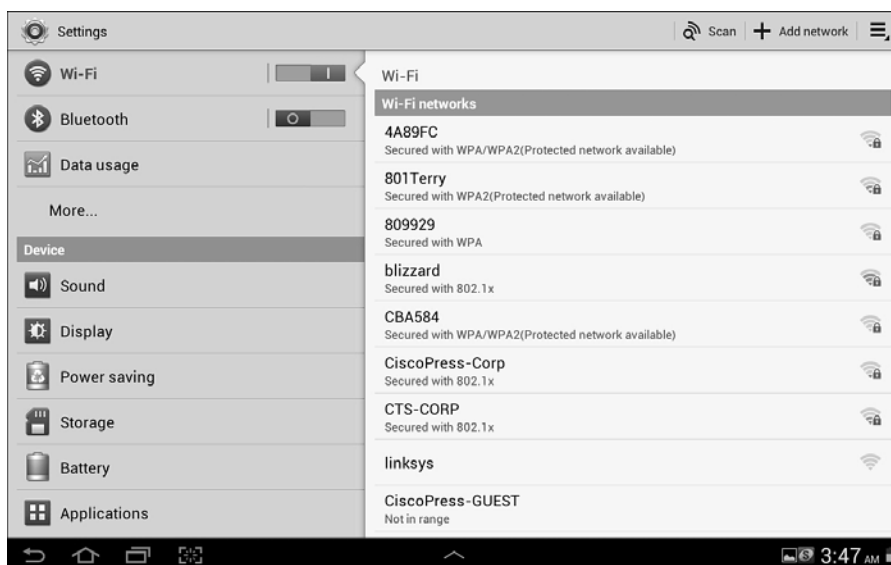 Settings
Scan
Add network
Wi-Fi
Bluetooth
Data usage
More...
Device
Sound
Display
Power saving
Storage
Battery
Applications
Wi-Fi
Wi-Fi networks
4A89FC
Secured with WPA/WPA2(Protected network available)
801Terry
Secured with WPA2(Protected network available)
809929
Secured with WPA
blizzard
Secured with 802.1x
CBA584
Secured with WPA/WPA2(Protected network available)
CiscoPress-Corp
Secured with 802.1x
CTS-CORP
Secured with 802.1x
linksys
CiscoPress-GUEST
Not in range
3:47 AM